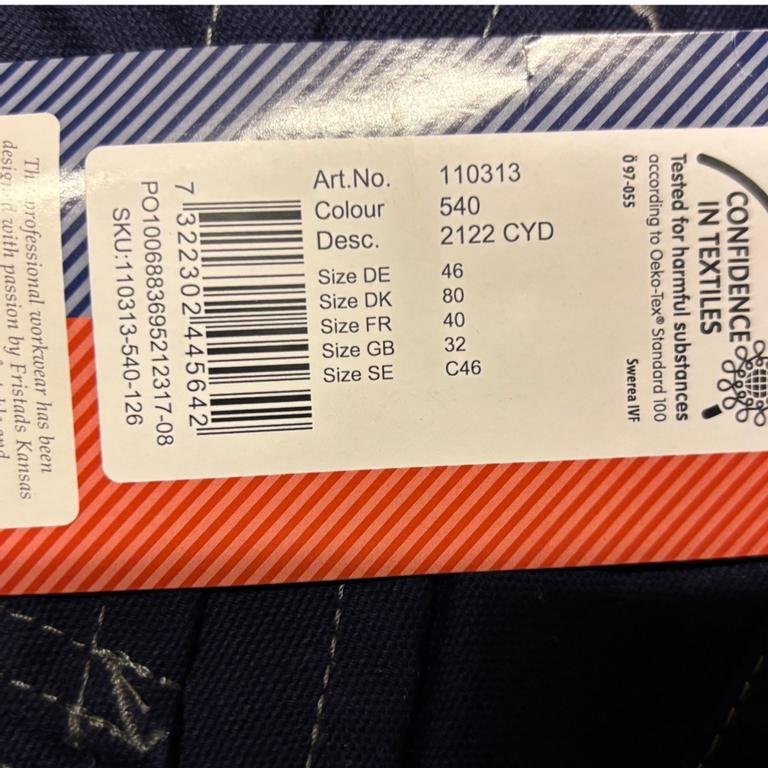 Art.No. 110313
Colour 540
Desc. 2122 CYD
Size DE 46
Size DK 80
Size FR 40
Size GB 32
Size SE C46
7 322302 445642
PO1006883695212317-08
SKU:110313-540-126
CONFIDENCE
IN TEXTILES
Tested for harmful substances
according to Oeko-Tex® Standard 100
Ö 97-055 Swerea IVF
professional workwear has been
with passion by Fristads Kansas
and